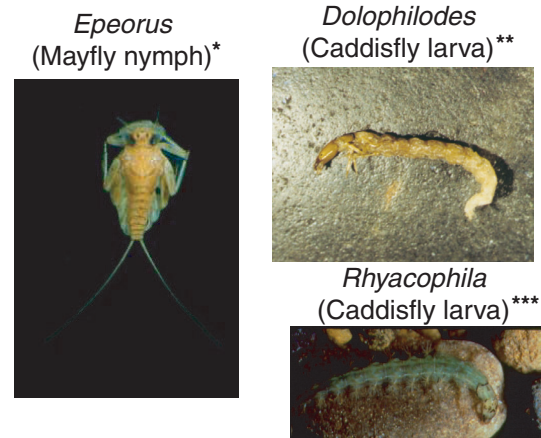 Epeorus
(Mayfly nymph)*
Dolophilodes
(Caddisfly larva)**
Rhyacophila
(Caddisfly larva)***